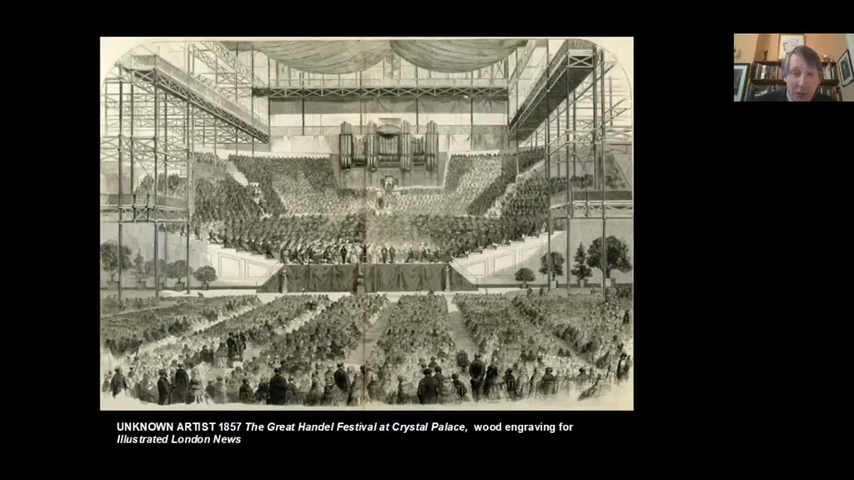 UNKNOWN ARTIST 1857 The Great Handel Festival at Crystal Palace, wood engraving for
Illustrated London News